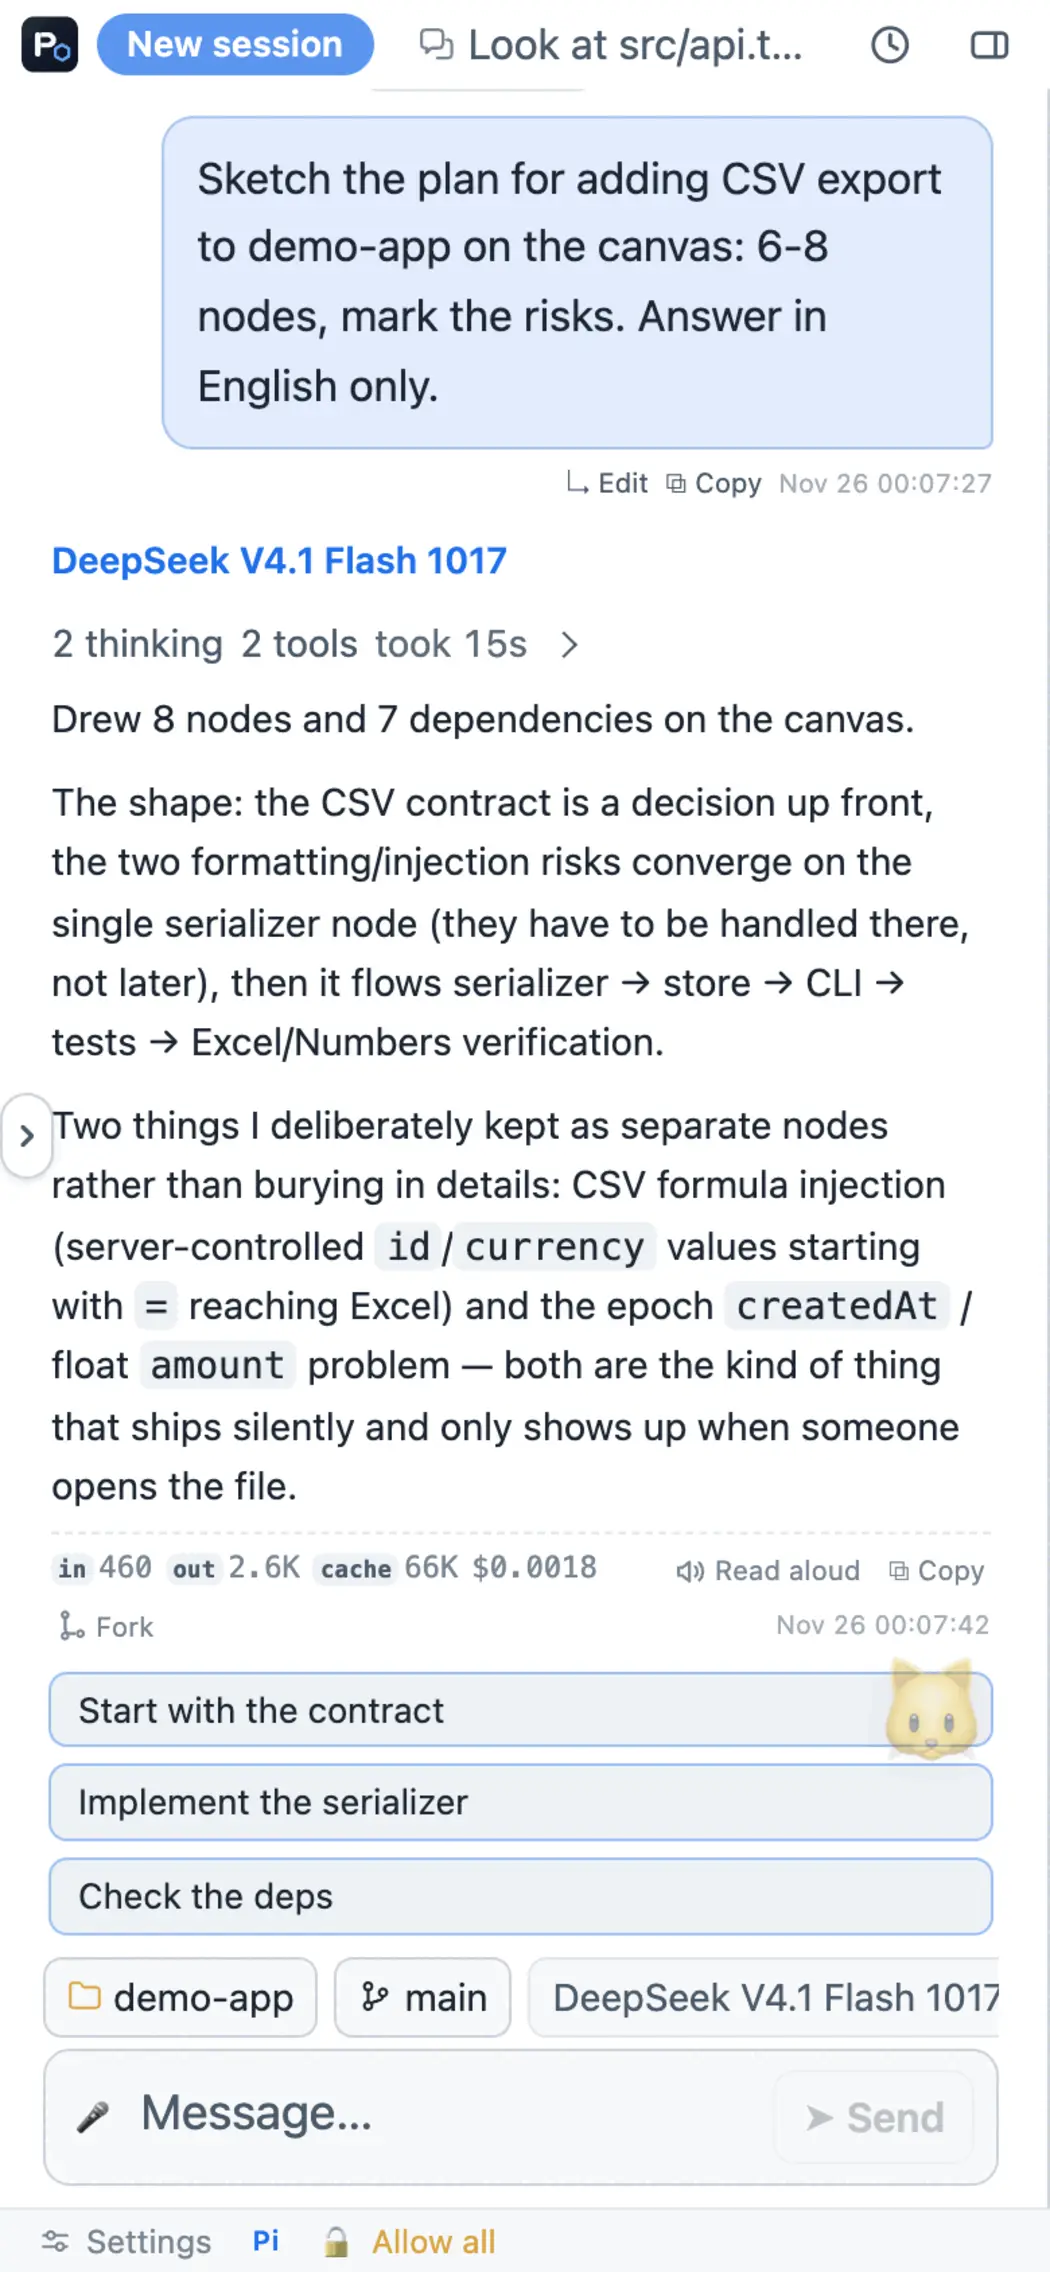 P
New session
Look at src/api.t...
Sketch the plan for adding CSV export
to demo-app on the canvas: 6-8
nodes, mark the risks. Answer in
English only.
Edit Copy Nov 26 00:07:27
DeepSeek V4.1 Flash 1017
2 thinking 2 tools took 15s >
Drew 8 nodes and 7 dependencies on the canvas.
The shape: the CSV contract is a decision up front,
the two formatting/injection risks converge on the
single serializer node (they have to be handled there,
not later), then it flows serializer → store → CLI →
tests → Excel/Numbers verification.
Two things I deliberately kept as separate nodes
rather than burying in details: CSV formula injection
(server-controlled id / currency values starting
with = reaching Excel) and the epoch createdAt /
float amount problem — both are the kind of thing
that ships silently and only shows up when someone
opens the file.
in 460 out 2.6K cache 66K $0.0018 Read aloud Copy
Fork Nov 26 00:07:42
Start with the contract
Implement the serializer
Check the deps
demo-app main DeepSeek V4.1 Flash 1017
Message...
Send
Settings Pi Allow all